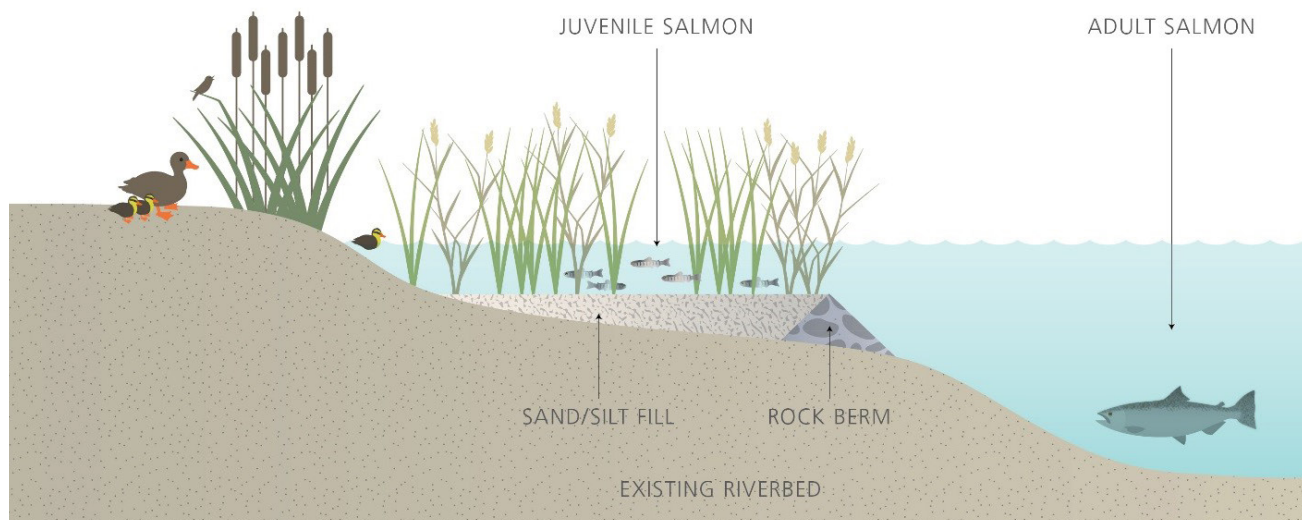 JUVENILE SALMON
ADULT SALMON
SAND/SILT FILL
ROCK BERM
EXISTING RIVERBED